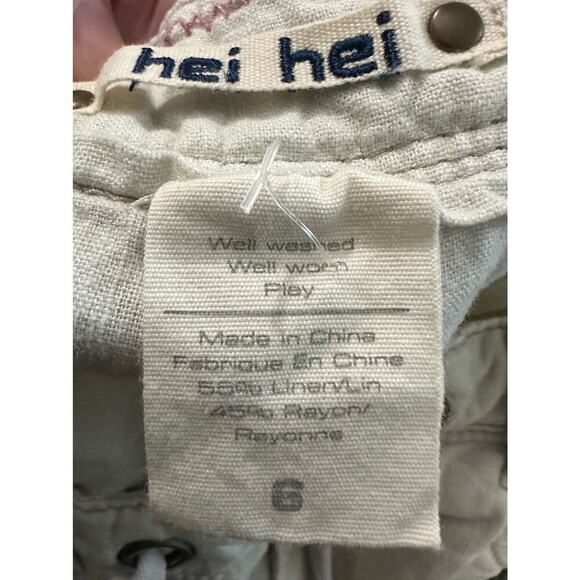 hei hei
Well washed
Well worn
Play
Made in China
Fabrique En Chine
55% Linen/Lin
45% Rayon/
Rayonne
6